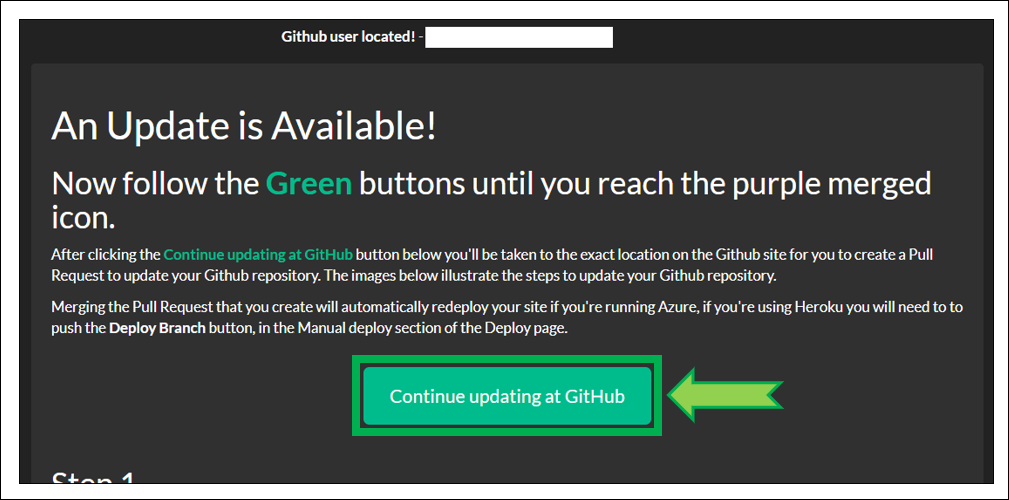 Github user located! -
An Update is Available!
Now follow the Green buttons until you reach the purple merged
icon.
After clicking the Continue updating at GitHub button below you'll be taken to the exact location on the Github site for you to create a Pull
Request to update your Github repository. The images below illustrate the steps to update your Github repository.
Merging the Pull Request that you create will automatically redeploy your site if you're running Azure, if you're using Heroku you will need to to
push the Deploy Branch button, in the Manual deploy section of the Deploy page.
Continue updating at GitHub
Step 1